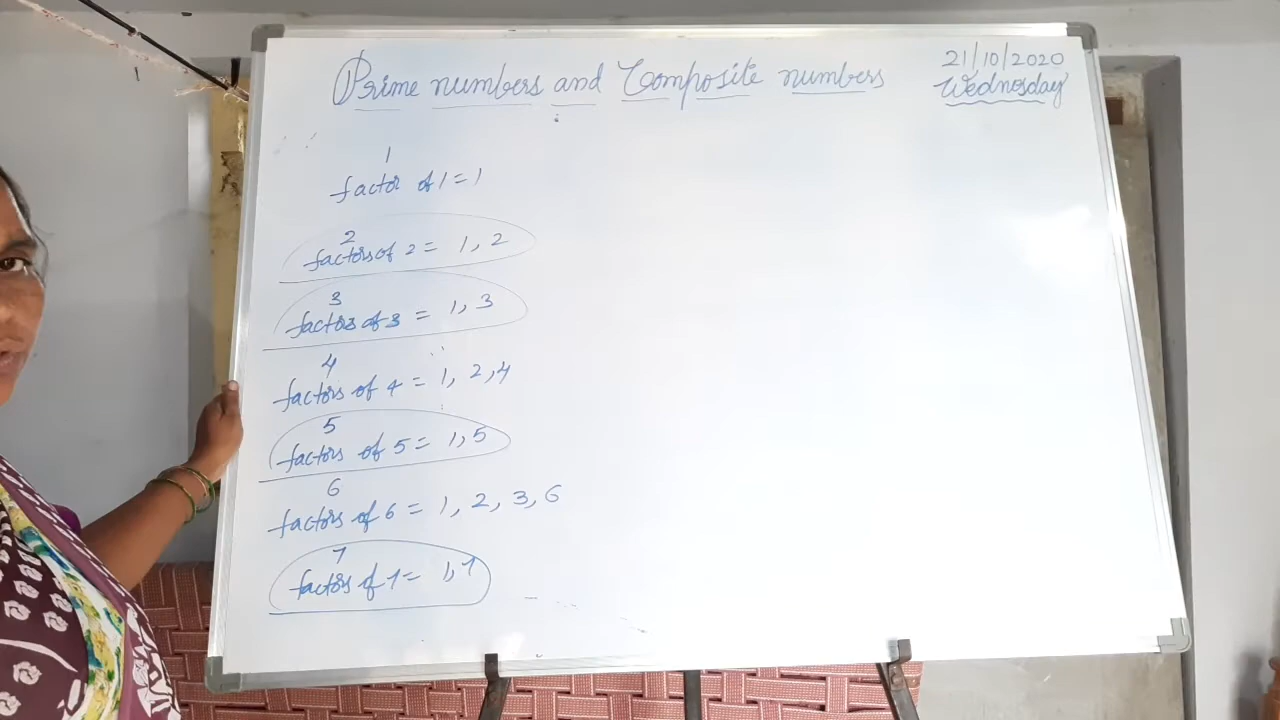 Prime numbers and Composite numbers
21/10/2020
Wednesday
1
factor of 1 = 1
2
factors of 2 = 1, 2
3
factors of 3 = 1, 3
4
factors of 4 = 1, 2, 4
5
factors of 5 = 1, 5
6
factors of 6 = 1, 2, 3, 6
7
factors of 7 = 1, 7